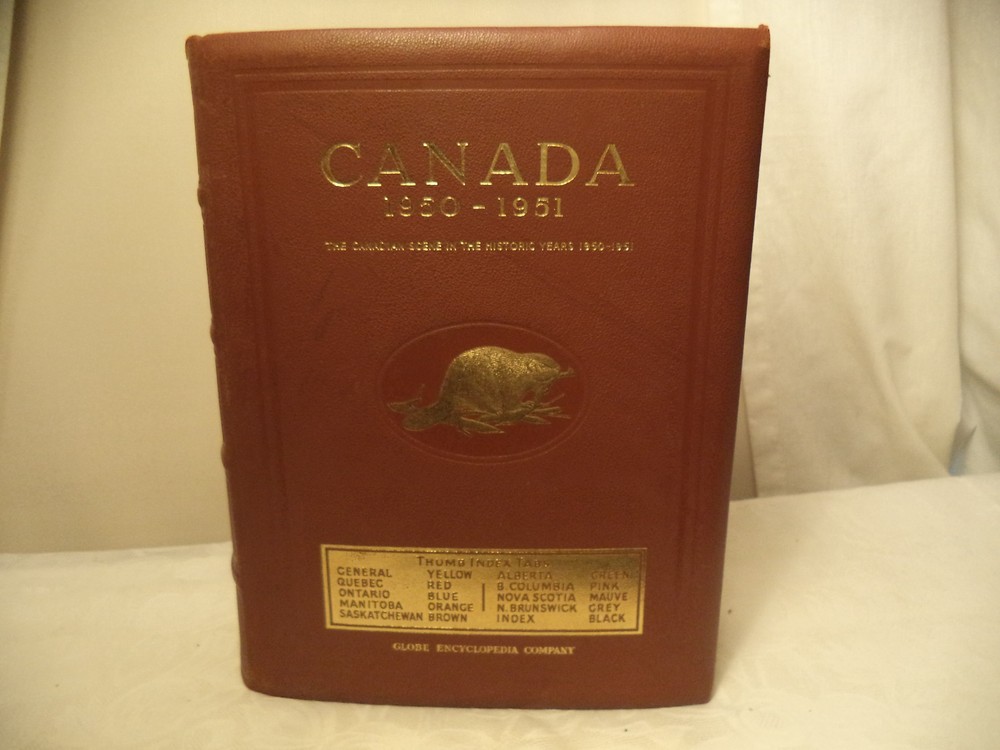 CANADA
1950 - 1951
THE CANADIAN SCENE IN THE HISTORIC YEARS 1950-1951
THUMB INDEX TABS
GENERAL YELLOW ALBERTA GREEN
QUEBEC RED B. COLUMBIA PINK
ONTARIO BLUE NOVA SCOTIA MAUVE
MANITOBA ORANGE N. BRUNSWICK GREY
SASKATCHEWAN BROWN INDEX BLACK
GLOBE ENCYCLOPEDIA COMPANY